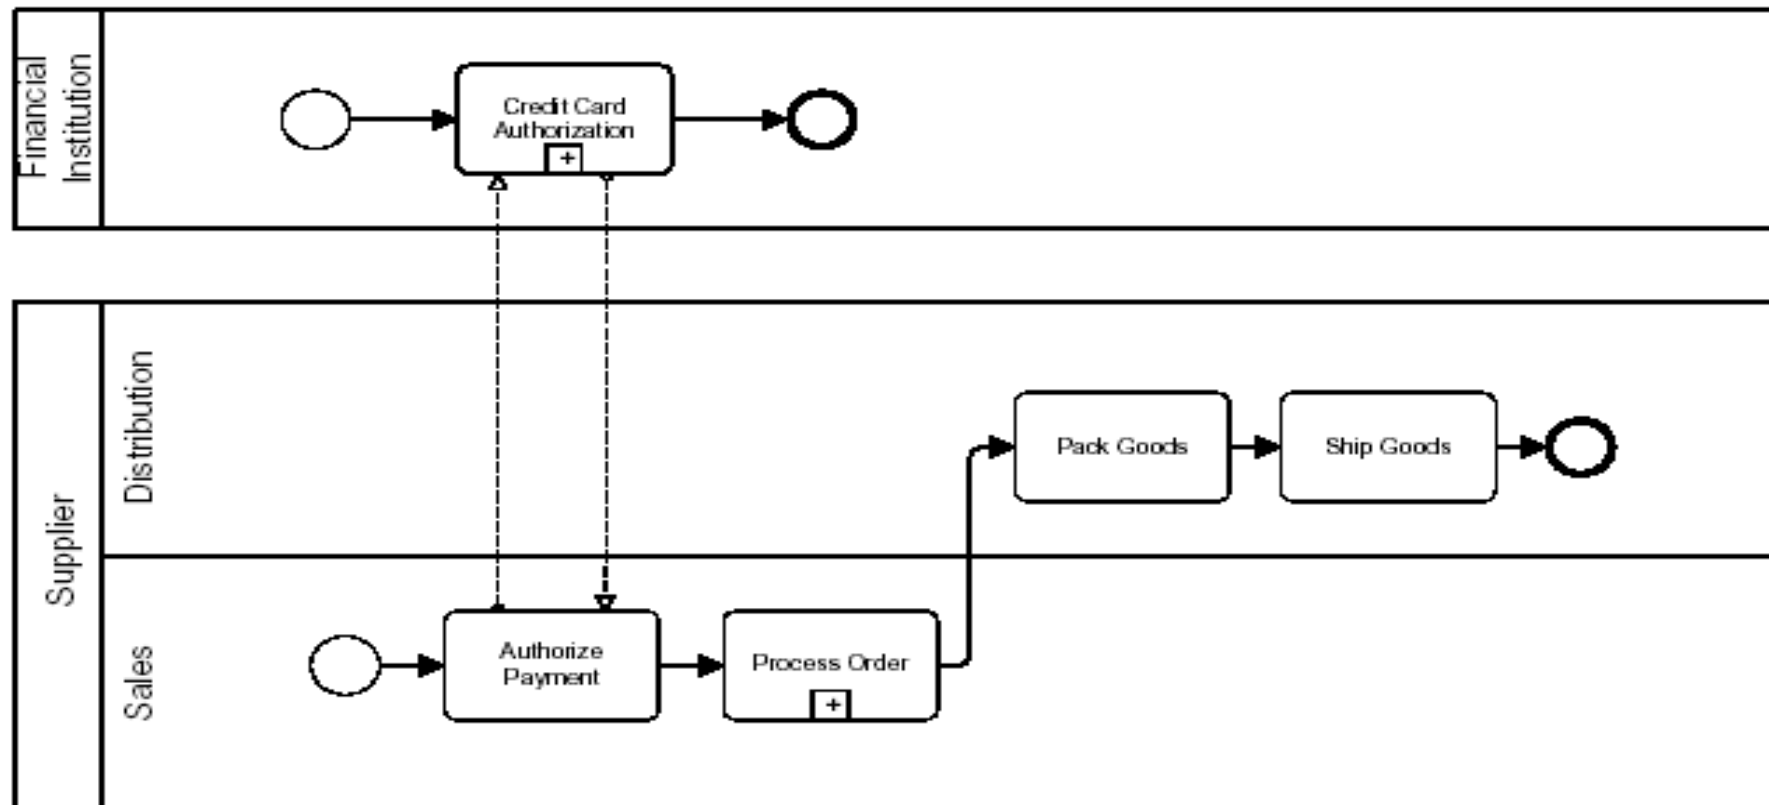 Financial
Institution
Credit Card
Authorization
+
Supplier
Distribution
Pack Goods
Ship Goods
Sales
Authorize
Payment
Process Order
+